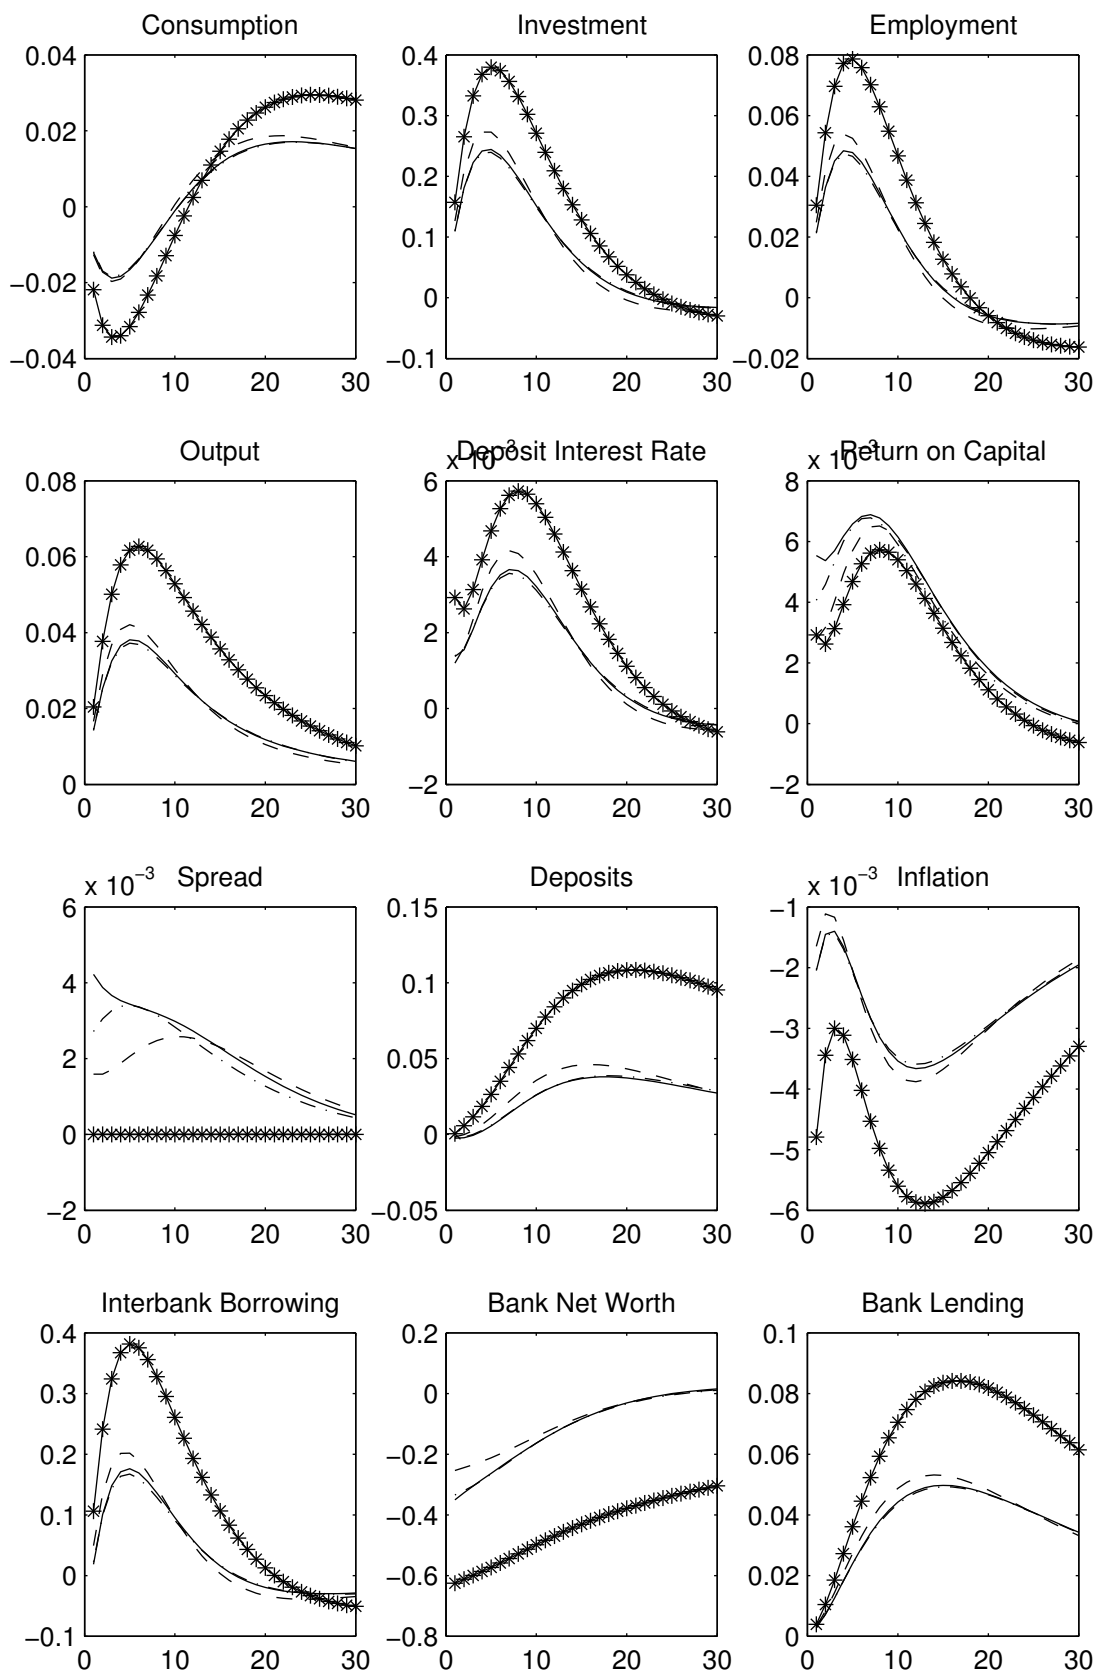 Consumption Investment Employment
0.04 0.4 0.08
0.3
0.02 0.06
0.2
0 0.04
0.1
−0.02 0.02
0 0
−0.04 −0.1 −0.02
0 10 20 30 0 10 20 30 0 10 20 30
Output Deposit Interest Rate Return on Capital
x 10−3 x 10−3
0.08 6 8
6
0.06 4
4
0.04 2
2
0.02 0
0
0 −2 −2
0 10 20 30 0 10 20 30 0 10 20 30
x 10−3 Spread Deposits x 10−3 Inflation
6 0.15 −1
4 0.1 −2
−3
2 0.05
−4
0 0
−5
−2 −0.05 −6
0 10 20 30 0 10 20 30 0 10 20 30
Interbank Borrowing Bank Net Worth Bank Lending
0.4 0.2 0.1
0.3 0 0.08
0.2 −0.2 0.06
0.1 −0.4 0.04
0 −0.6 0.02
−0.1 −0.8 0
0 10 20 30 0 10 20 30 0 10 20 30